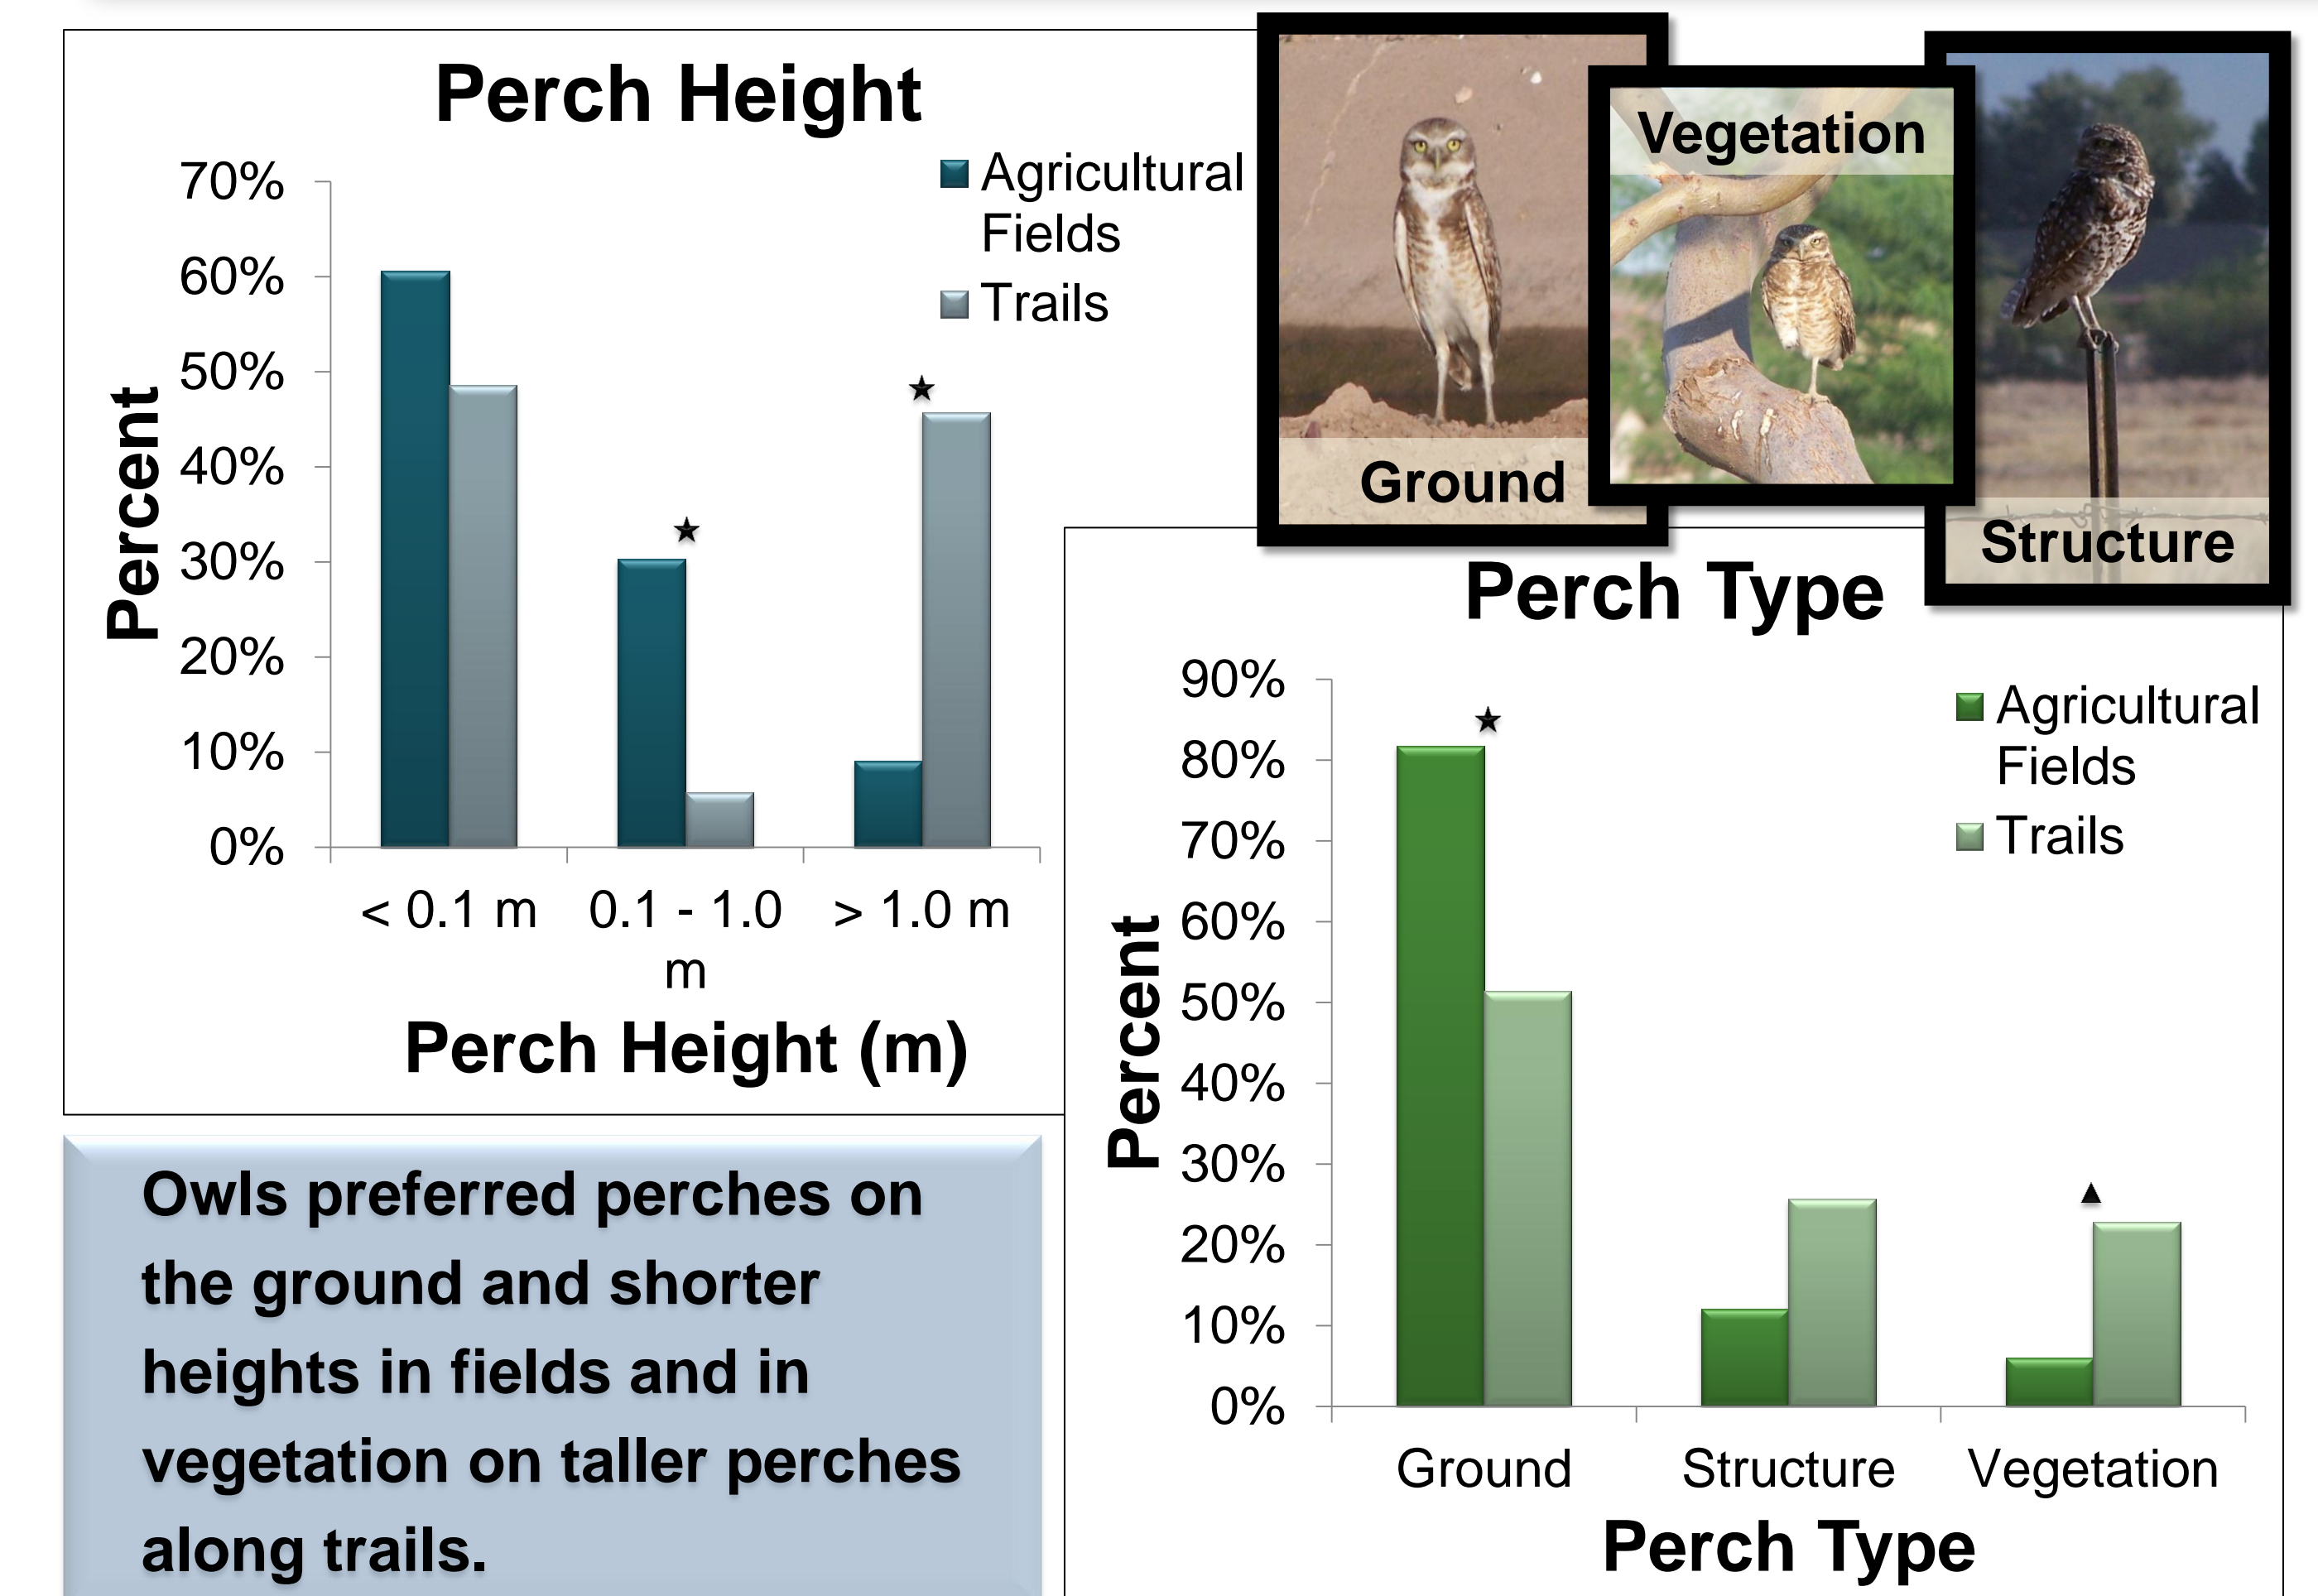 Perch Height
Agricultural
Fields
Trails
Percent
70%
60%
50%
40%
30%
20%
10%
0%
< 0.1 m
0.1 - 1.0
m
> 1.0 m
Perch Height (m)
Ground
Vegetation
Structure
Perch Type
Agricultural
Fields
Trails
Percent
90%
80%
70%
60%
50%
40%
30%
20%
10%
0%
Ground
Structure
Vegetation
Perch Type
Owls preferred perches on
the ground and shorter
heights in fields and in
vegetation on taller perches
along trails.